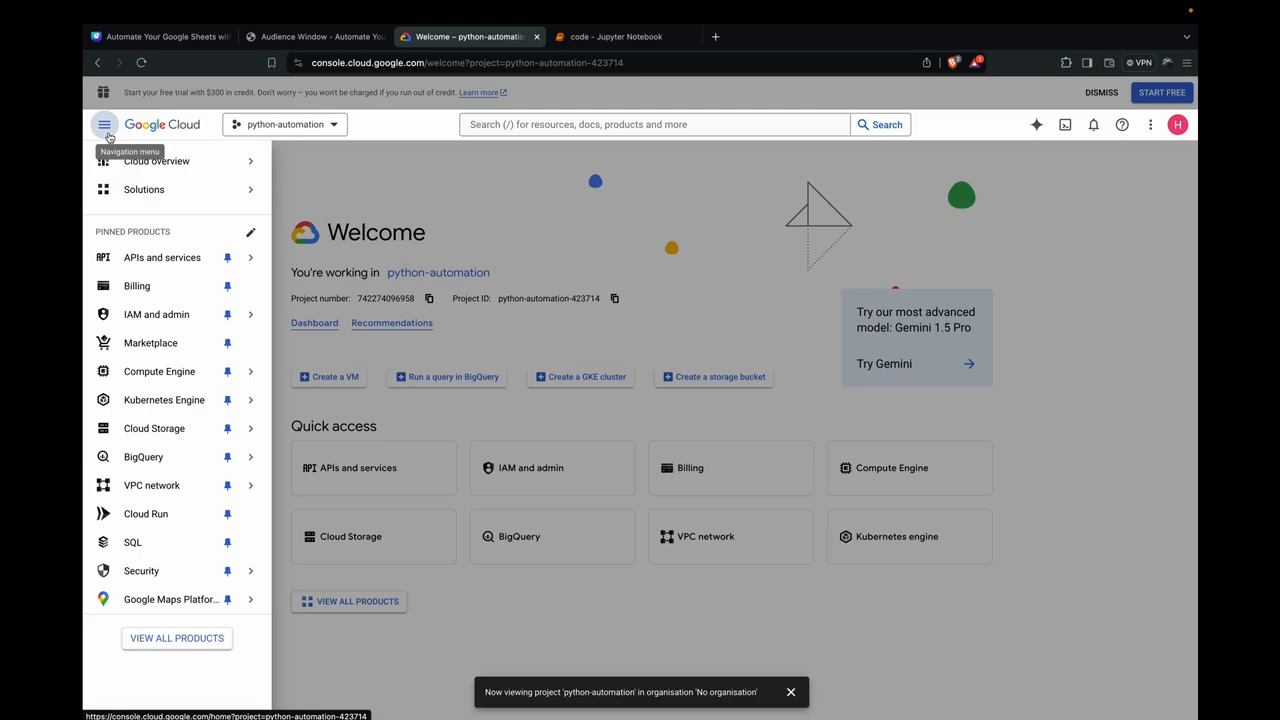 Automate Your Google Sheets wit
Audience Window - Automate Yo
Welcome – python-automatio
code - Jupyter Notebook
console.cloud.google.com/welcome?project=python-automation-423714
2
1
VPN
Start your free trial with $300 in credit. Don't worry – you won't be charged if you run out of credit. Learn more
DISMISS
START FREE
Google Cloud
python-automation
Search (/) for resources, docs, products and more
Search
H
Navigation menu
Cloud overview
Solutions
PINNED PRODUCTS
API APIs and services
Billing
IAM and admin
Marketplace
Compute Engine
Kubernetes Engine
Cloud Storage
BigQuery
VPC network
Cloud Run
SQL
Security
Google Maps Platfor...
VIEW ALL PRODUCTS
Welcome
You're working in python-automation
Project number: 742274096958 Project ID: python-automation-423714
Dashboard Recommendations
Try our most advanced
model: Gemini 1.5 Pro
Try Gemini
Create a VM
Run a query in BigQuery
Create a GKE cluster
Create a storage bucket
Quick access
API APIs and services
IAM and admin
Billing
Compute Engine
Cloud Storage
BigQuery
VPC network
Kubernetes engine
VIEW ALL PRODUCTS
Now viewing project 'python-automation' in organisation 'No organisation'
https://console.cloud.google.com/home?project=python-automation-423714